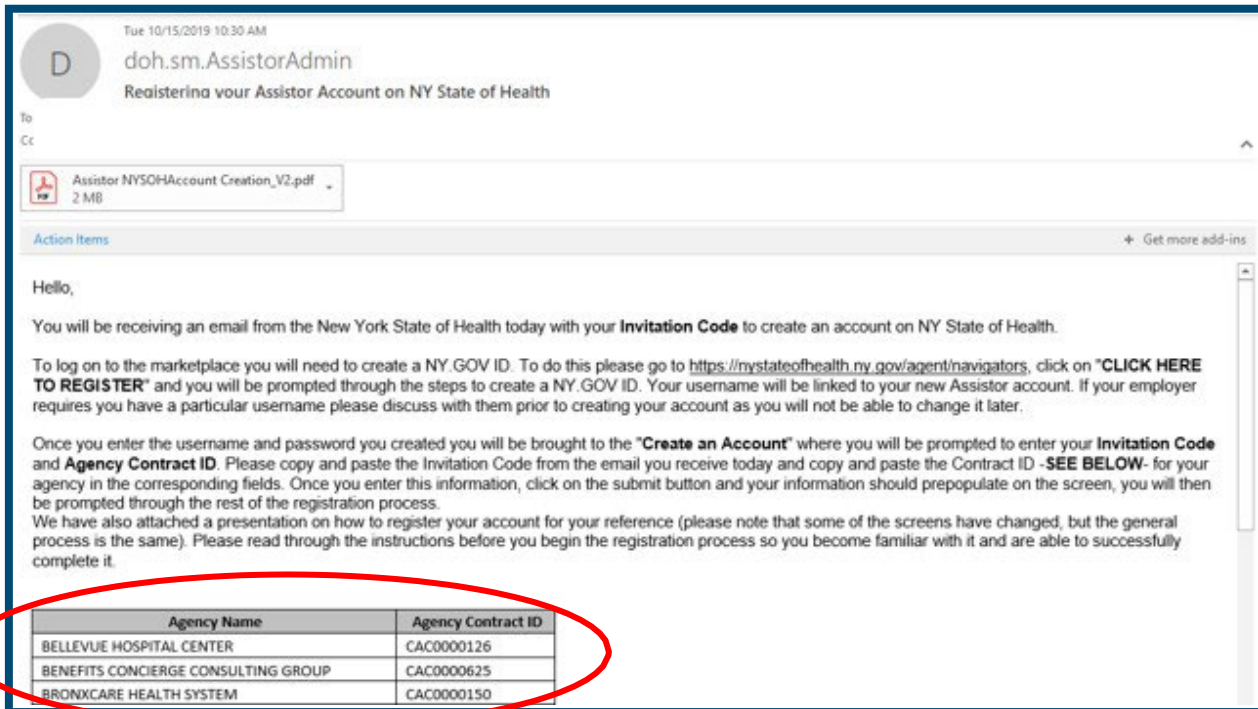 Tue 10/15/2019 10:30 AM
D
doh.sm.AssistorAdmin
Registering your Assistor Account on NY State of Health
To
Cc
Assistor NYSOHAccount Creation_V2.pdf
PDF
2 MB
Action Items
+ Get more add-ins
Hello,
You will be receiving an email from the New York State of Health today with your Invitation Code to create an account on NY State of Health.
To log on to the marketplace you will need to create a NY.GOV ID. To do this please go to https://nystateofhealth.ny.gov/agent/navigators, click on "CLICK HERE
TO REGISTER" and you will be prompted through the steps to create a NY.GOV ID. Your username will be linked to your new Assistor account. If your employer
requires you have a particular username please discuss with them prior to creating your account as you will not be able to change it later.
Once you enter the username and password you created you will be brought to the "Create an Account" where you will be prompted to enter your Invitation Code
and Agency Contract ID. Please copy and paste the Invitation Code from the email you receive today and copy and paste the Contract ID -SEE BELOW- for your
agency in the corresponding fields. Once you enter this information, click on the submit button and your information should prepopulate on the screen, you will then
be prompted through the rest of the registration process.
We have also attached a presentation on how to register your account for your reference (please note that some of the screens have changed, but the general
process is the same). Please read through the instructions before you begin the registration process so you become familiar with it and are able to successfully
complete it.
Agency Name Agency Contract ID
BELLEVUE HOSPITAL CENTER CAC0000126
BENEFITS CONCIERGE CONSULTING GROUP CAC0000625
BRONXCARE HEALTH SYSTEM CAC0000150